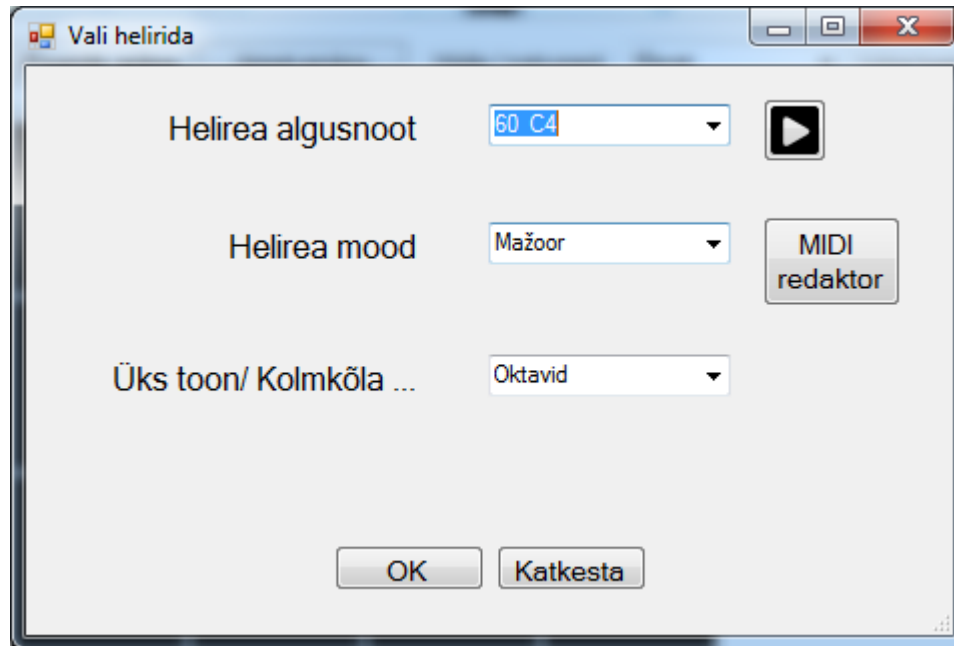 Vali helirida
Helirea algusnoot
60 C4
Helirea mood
Mažoor
MIDI
redaktor
Üks toon/ Kolmkõla ...
Oktavid
OK
Katkesta